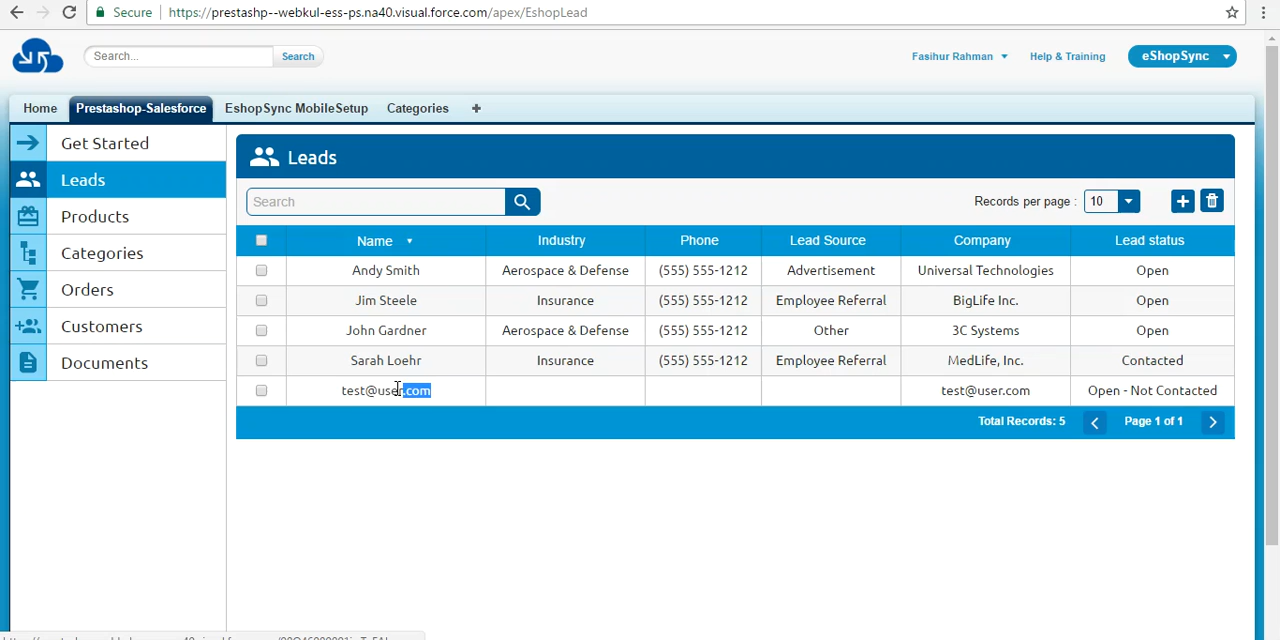 Secure https://prestashp--webkul-ess-ps.na40.visual.force.com/apex/EshopLead
Search... Search Fasihur Rahman Help & Training eShopSync
Home Prestashop-Salesforce EshopSync MobileSetup Categories +
Get Started
Leads
Products
Categories
Orders
Customers
Documents
Leads
Search Records per page : 10
Name Industry Phone Lead Source Company Lead status
Andy Smith Aerospace & Defense (555) 555-1212 Advertisement Universal Technologies Open
Jim Steele Insurance (555) 555-1212 Employee Referral BigLife Inc. Open
John Gardner Aerospace & Defense (555) 555-1212 Other 3C Systems Open
Sarah Loehr Insurance (555) 555-1212 Employee Referral MedLife, Inc. Contacted
test@user.com test@user.com Open - Not Contacted
Total Records: 5 Page 1 of 1